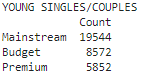 YOUNG SINGLES/COUPLES
Count
Mainstream 19544
Budget 8572
Premium 5852